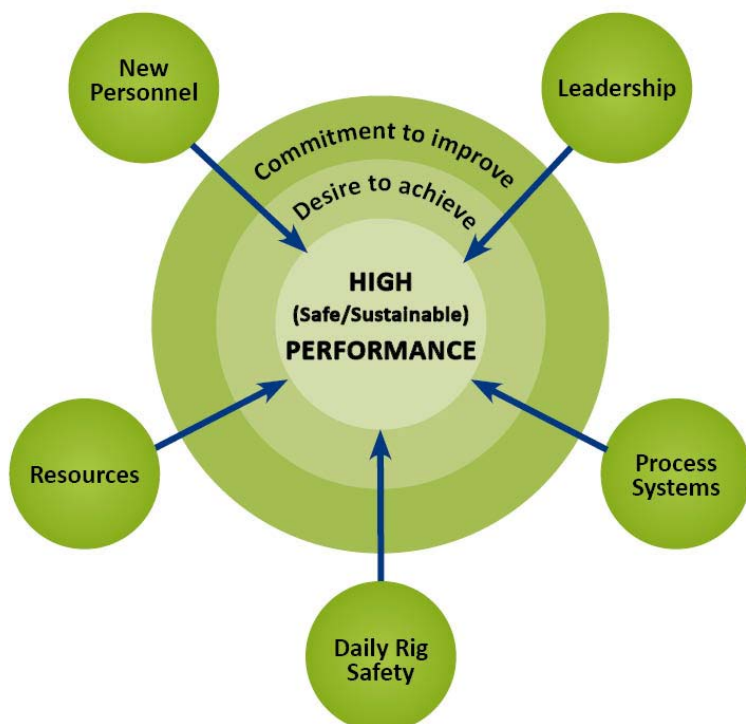 New
Personnel
Leadership
Commitment to improve
Desire to achieve
HIGH
(Safe/Sustainable)
PERFORMANCE
Resources
Process
Systems
Daily Rig
Safety